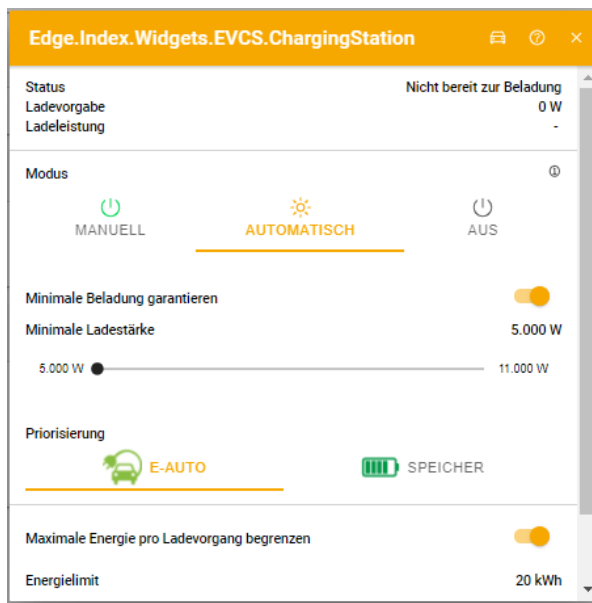 Edge.Index.Widgets.EVCS.ChargingStation
Status Nicht bereit zur Beladung
Ladevorgabe 0 W
Ladeleistung -
Modus
MANUELL AUTOMATISCH AUS
Minimale Beladung garantieren
Minimale Ladestärke 5.000 W
5.000 W 11.000 W
Priorisierung
E-AUTO SPEICHER
Maximale Energie pro Ladevorgang begrenzen
Energielimit 20 kWh